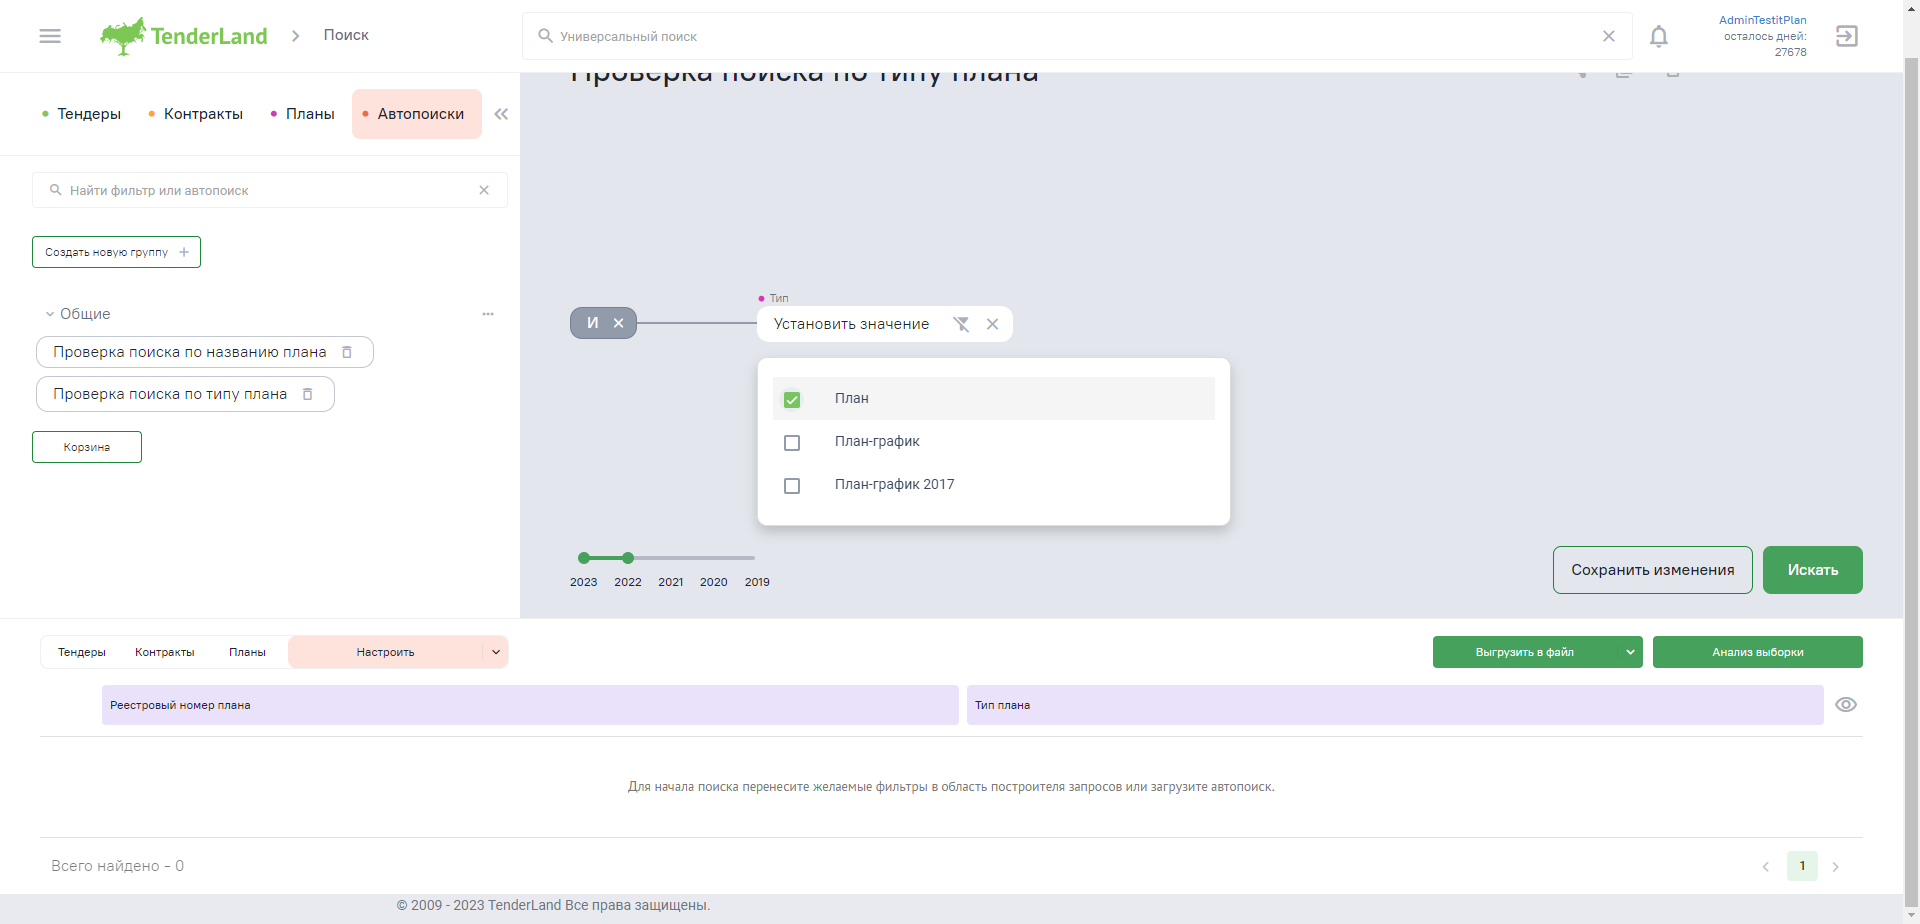 TenderLand
Поиск
Универсальный поиск
AdminTestitPlan
осталось дней:
27678
Тендеры
Контракты
Планы
Автопоиски
Проверка поиска по типу плана
Найти фильтр или автопоиск
Создать новую группу
Общие
Проверка поиска по названию плана
Проверка поиска по типу плана
Корзина
Тип
И
Установить значение
План
План-график
План-график 2017
2023
2022
2021
2020
2019
Сохранить изменения
Искать
Тендеры
Контракты
Планы
Настроить
Выгрузить в файл
Анализ выборки
Реестровый номер плана
Тип плана
Для начала поиска перенесите желаемые фильтры в область построителя запросов или загрузите автопоиск.
Всего найдено - 0
1
© 2009 - 2023 TenderLand Все права защищены.